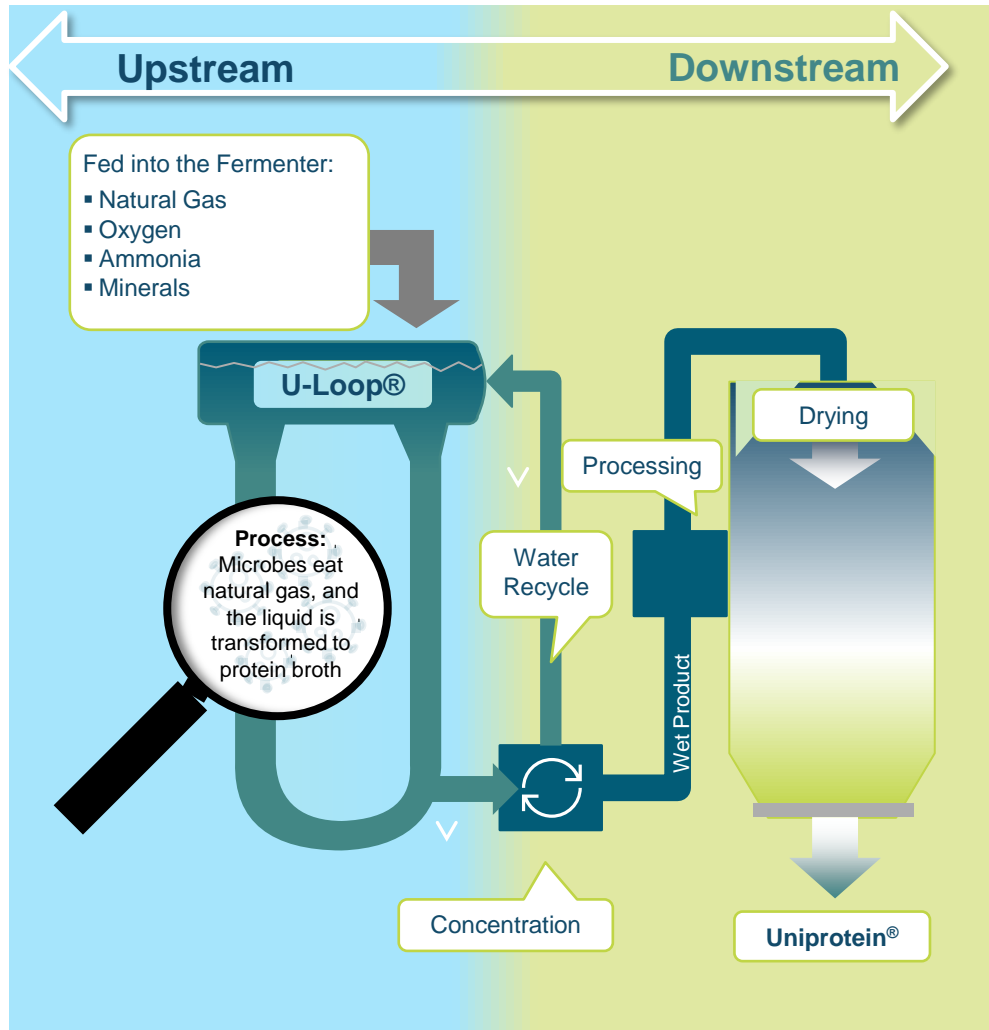 Upstream
Downstream
Fed into the Fermenter:
▪ Natural Gas
▪ Oxygen
▪ Ammonia
▪ Minerals
U-Loop®
Drying
Processing
Process:
Microbes eat
natural gas, and
the liquid is
transformed to
protein broth
Water
Recycle
Wet Product
Concentration
Uniprotein®